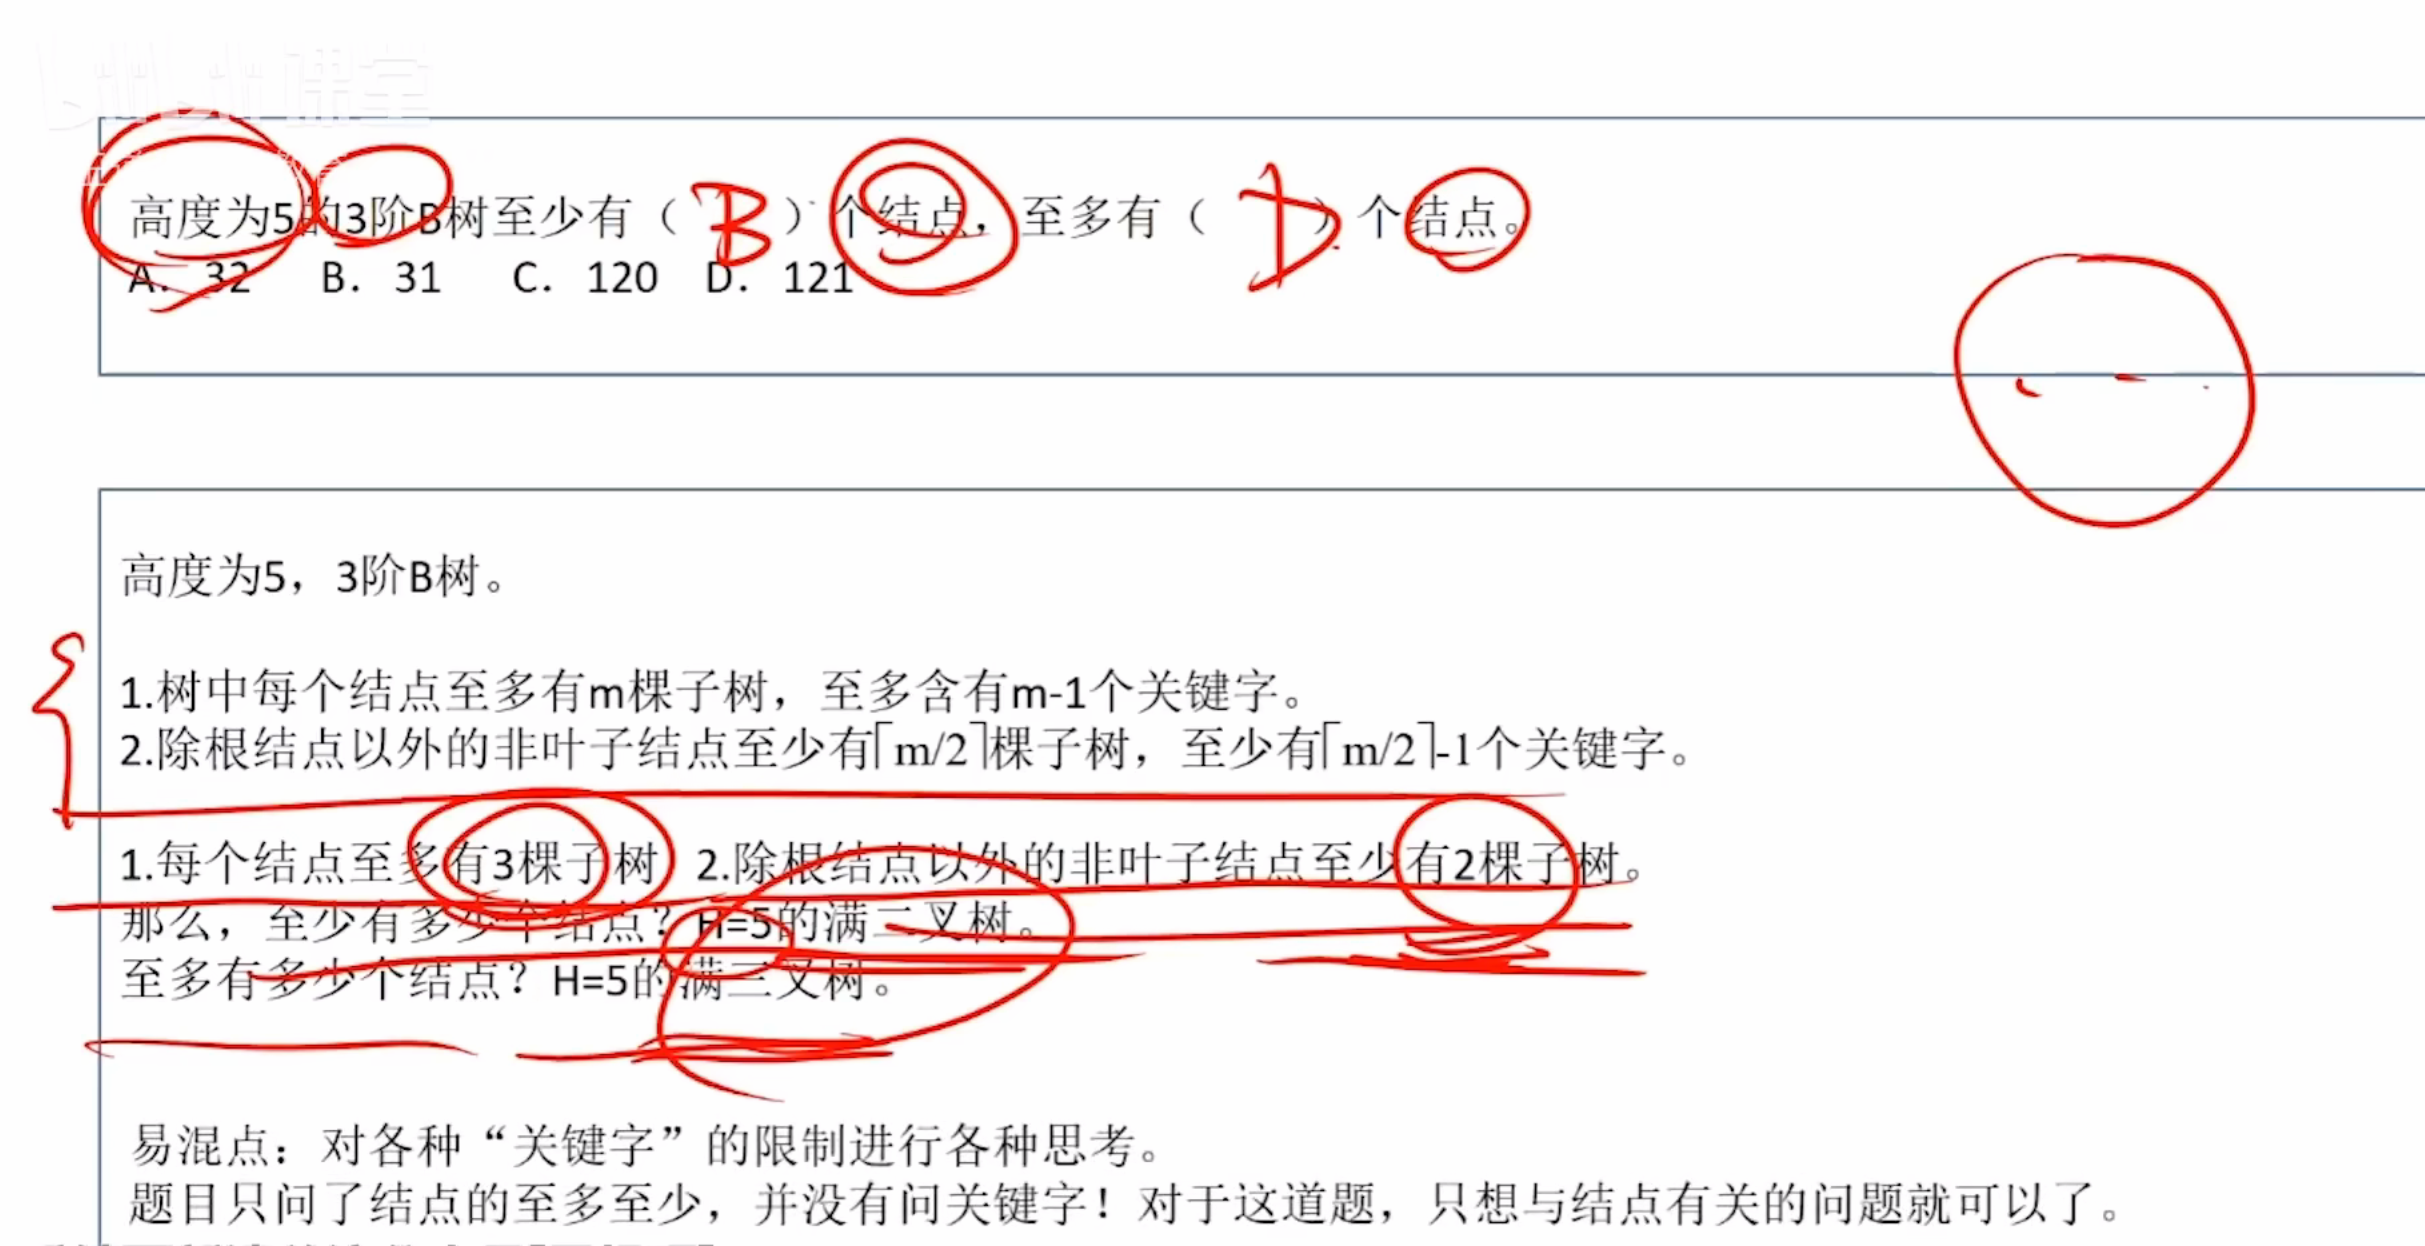 课堂
高度为5的3阶B树至少有（ B ）个结点，至多有（ D ）个结点。
A. 32 B. 31 C. 120 D. 121
高度为5，3阶B树。
1.树中每个结点至多有m棵子树，至多含有m-1个关键字。
2.除根结点以外的非叶子结点至少有⌈m/2⌉棵子树，至少有⌈m/2⌉-1个关键字。
1.每个结点至多有3棵子树 2.除根结点以外的非叶子结点至少有2棵子树。
那么，至少有多少个结点？H=5的满二叉树。
至多有多少个结点？H=5的满三叉树。
易混点：对各种“关键字”的限制进行各种思考。
题目只问了结点的至多至少，并没有问关键字！对于这道题，只想与结点有关的问题就可以了。